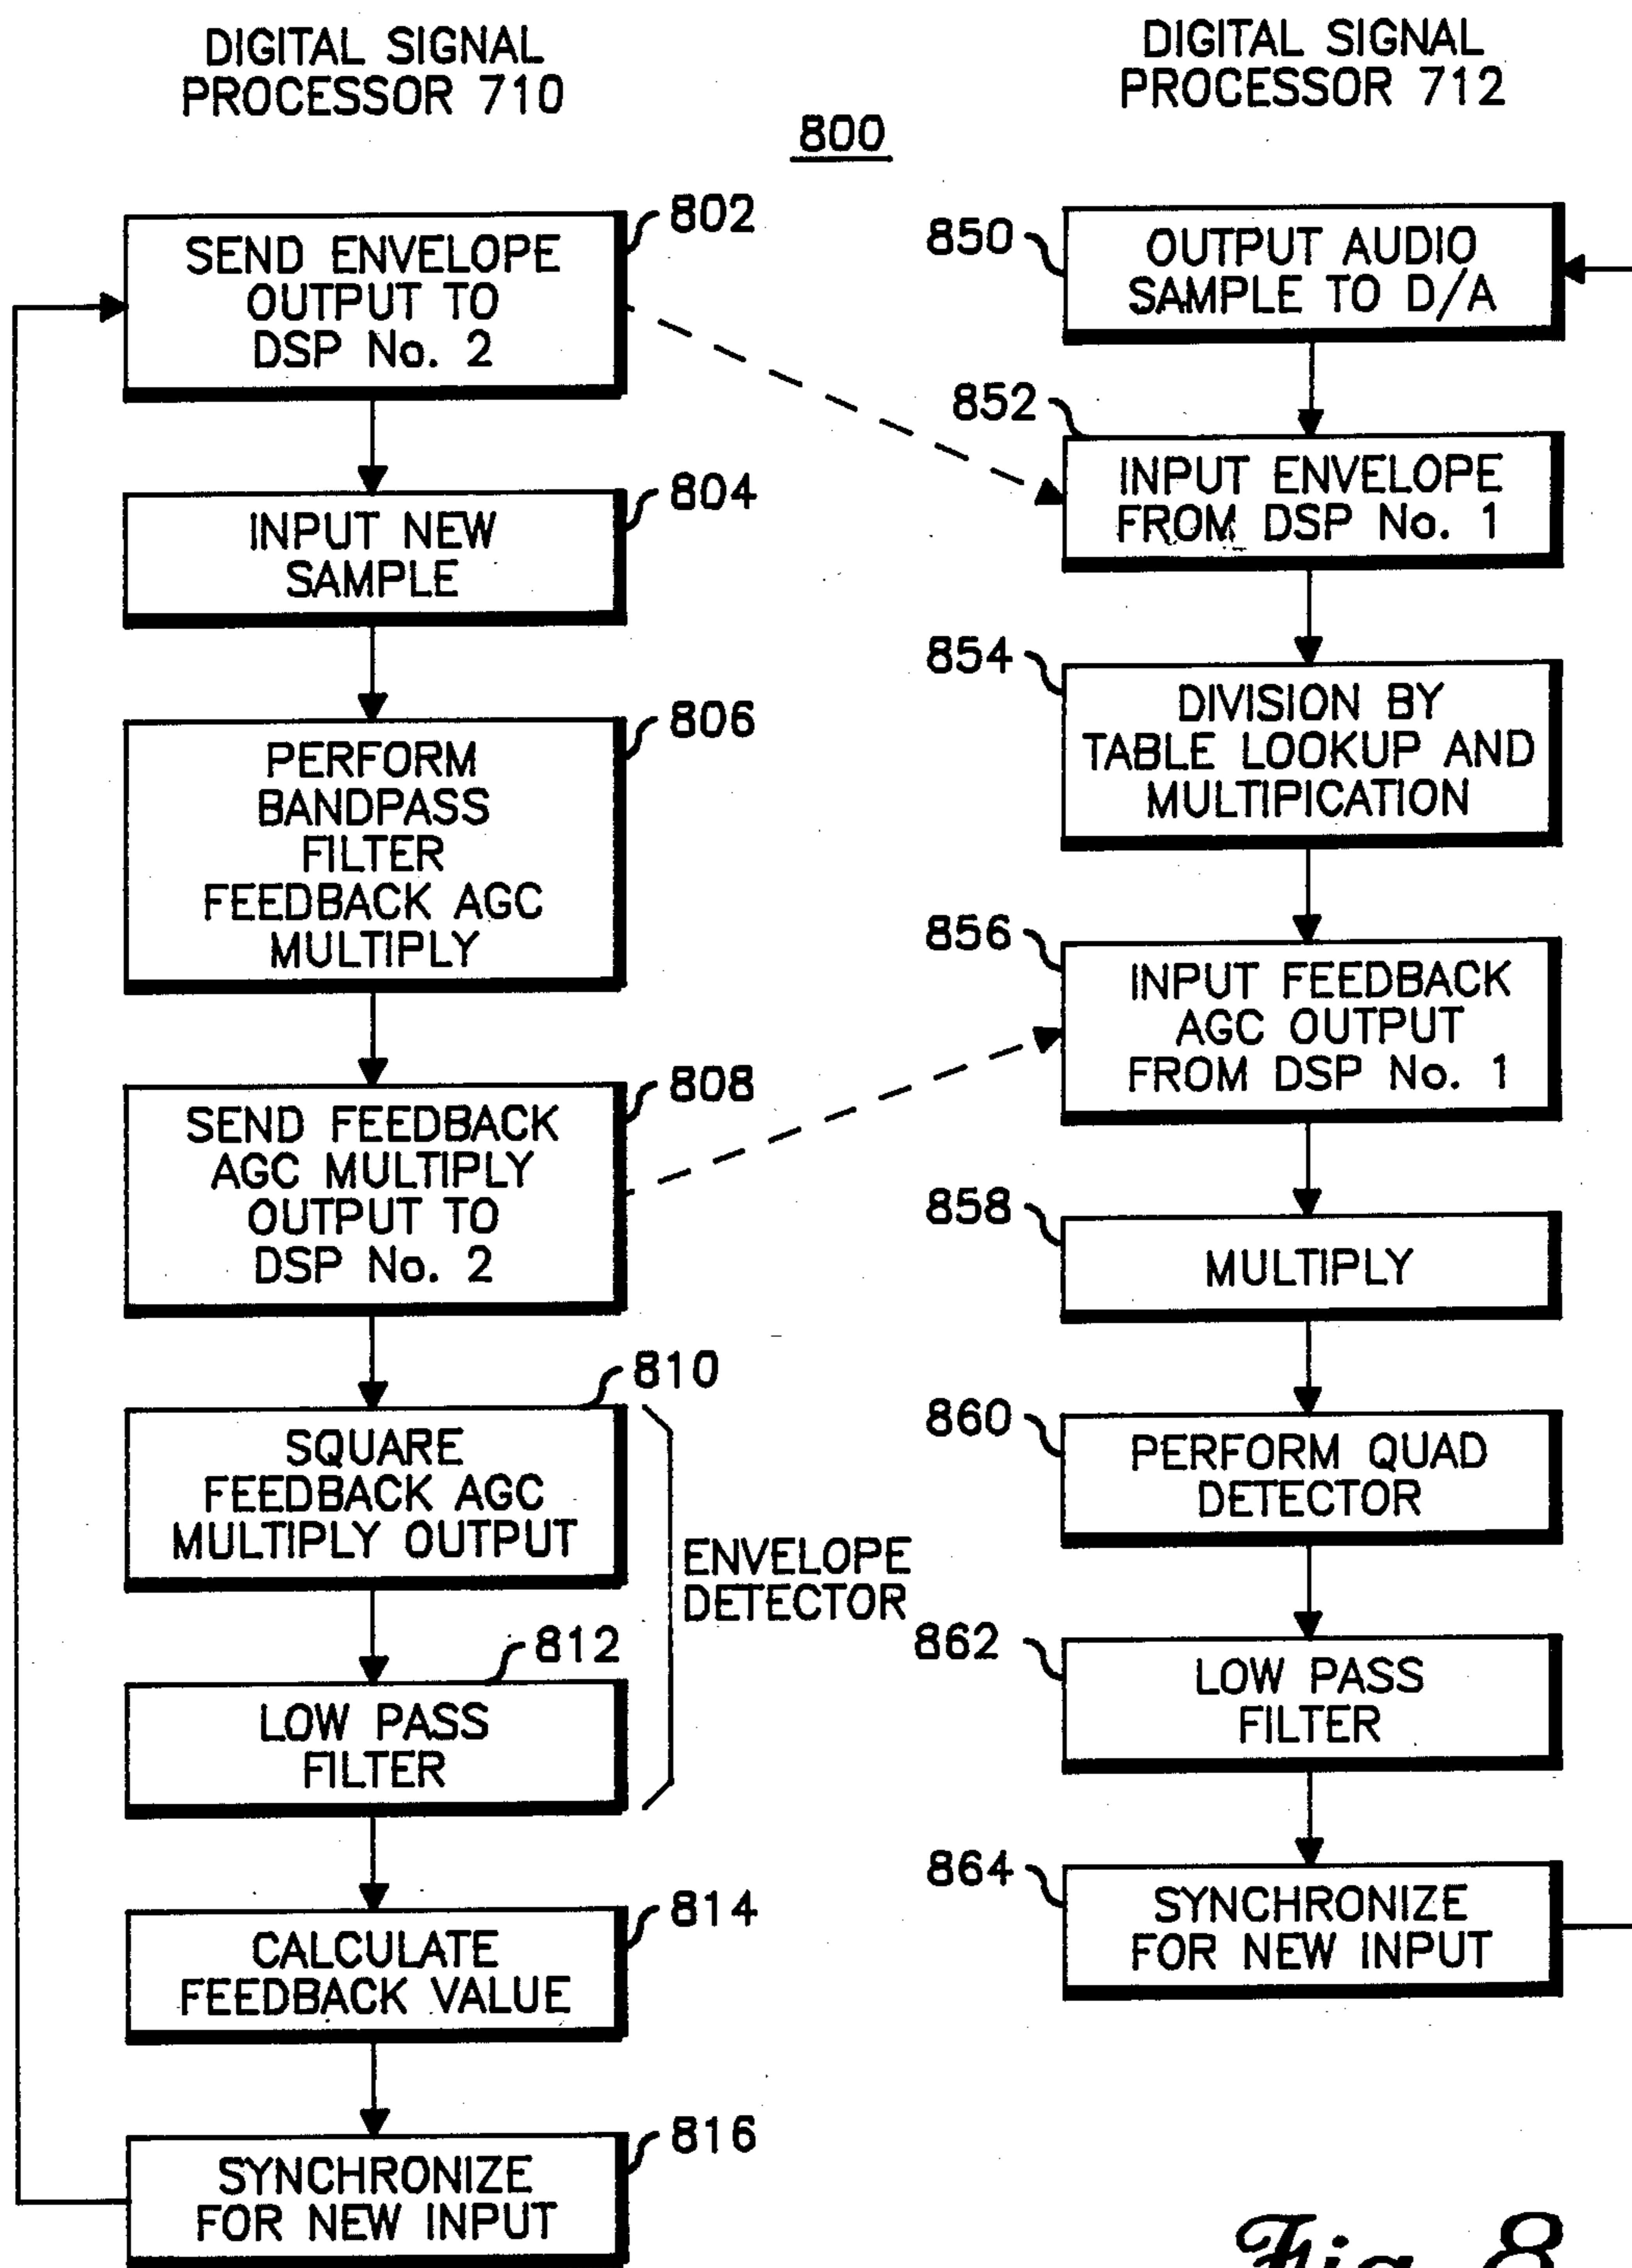 DIGITAL SIGNAL
PROCESSOR 710
800
802
SEND ENVELOPE
OUTPUT TO
DSP No. 2
804
INPUT NEW
SAMPLE
806
PERFORM
BANDPASS
FILTER
FEEDBACK AGC
MULTIPLY
808
SEND FEEDBACK
AGC MULTIPLY
OUTPUT TO
DSP No. 2
810
SQUARE
FEEDBACK AGC
MULTIPLY OUTPUT
ENVELOPE
DETECTOR
812
LOW PASS
FILTER
814
CALCULATE
FEEDBACK VALUE
816
SYNCHRONIZE
FOR NEW INPUT
DIGITAL SIGNAL
PROCESSOR 712
850
OUTPUT AUDIO
SAMPLE TO D/A
852
INPUT ENVELOPE
FROM DSP No. 1
854
DIVISION BY
TABLE LOOKUP AND
MULTIPICATION
856
INPUT FEEDBACK
AGC OUTPUT
FROM DSP No. 1
858
MULTIPLY
860
PERFORM QUAD
DETECTOR
862
LOW PASS
FILTER
864
SYNCHRONIZE
FOR NEW INPUT
Fig. 8